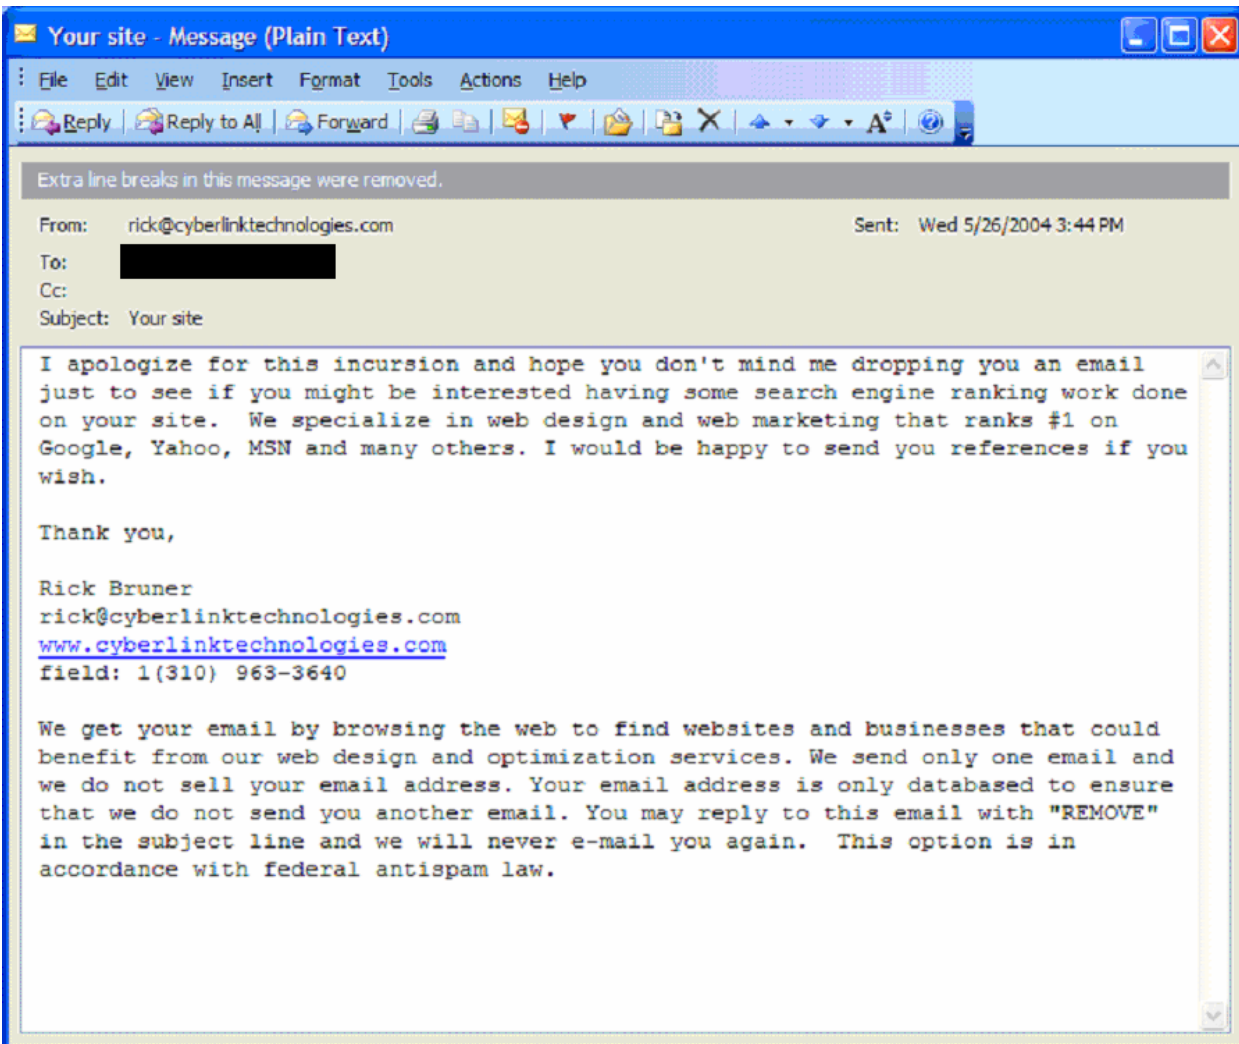 Your site - Message (Plain Text)
File Edit View Insert Format Tools Actions Help
Reply Reply to All Forward A
Extra line breaks in this message were removed.
From: rick@cyberlinktechnologies.com Sent: Wed 5/26/2004 3:44 PM
To:
Cc:
Subject: Your site
I apologize for this incursion and hope you don't mind me dropping you an email
just to see if you might be interested having some search engine ranking work done
on your site.  We specialize in web design and web marketing that ranks #1 on
Google, Yahoo, MSN and many others. I would be happy to send you references if you
wish.
Thank you,
Rick Bruner
rick@cyberlinktechnologies.com
www.cyberlinktechnologies.com
field: 1(310) 963-3640
We get your email by browsing the web to find websites and businesses that could
benefit from our web design and optimization services. We send only one email and
we do not sell your email address. Your email address is only databased to ensure
that we do not send you another email. You may reply to this email with "REMOVE"
in the subject line and we will never e-mail you again.  This option is in
accordance with federal antispam law.